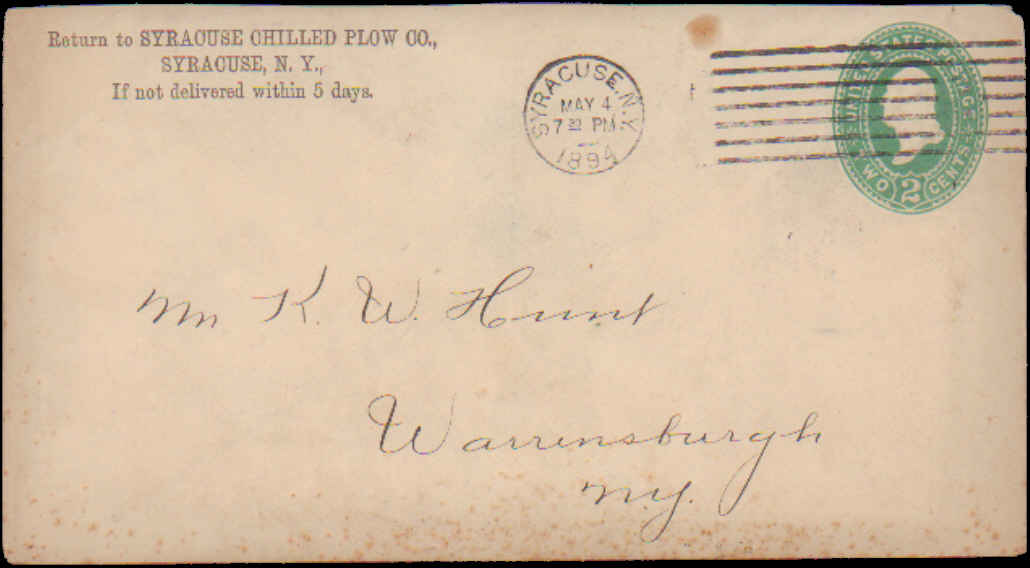 Return to SYRACUSE CHILLED PLOW CO.,
SYRACUSE, N. Y.,
If not delivered within 5 days.
SYRACUSE, N.Y.
MAY 4
7 32 PM
1894
UNITED STATES POSTAGE
TWO 2 CENTS
Mr K. W. Hunt
Warrensburgh
N.Y.